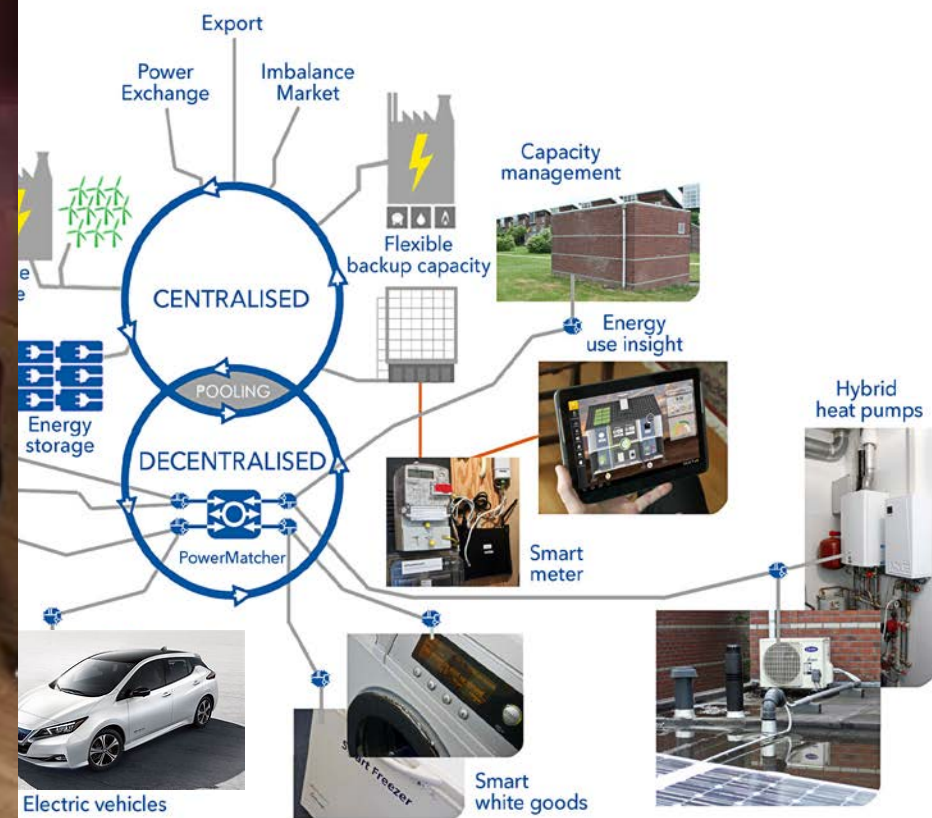 Export
Power
Exchange
Imbalance
Market
Capacity
management
Flexible
backup capacity
e
e
CENTRALISED
POOLING
Energy
storage
DECENTRALISED
PowerMatcher
Energy
use insight
Hybrid
heat pumps
Smart
meter
Electric vehicles
Freezer
Smart
white goods